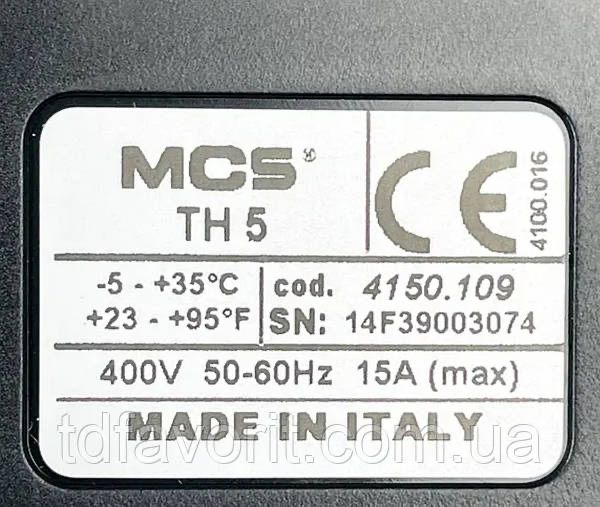 MCS®
TH 5
CE
4100.016
-5 - +35°C
+23 - +95°F
cod. 4150.109
SN: 14F39003074
400V 50-60Hz 15A (max)
MADE IN ITALY
tdfavorit.com.ua